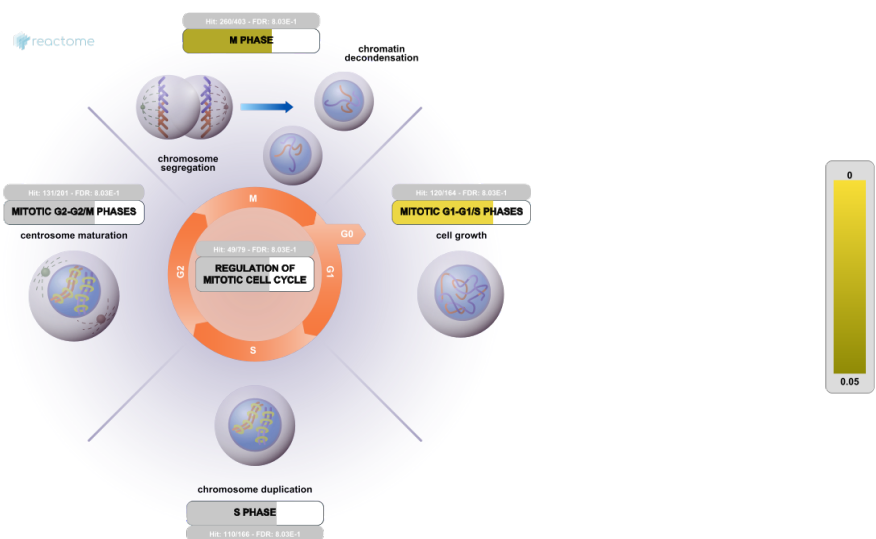 reactome
Hit: 260/403 - FDR: 8.03E-1
M PHASE
chromatin
decondensation
chromosome
segregation
Hit: 131/201 - FDR: 8.03E-1
MITOTIC G2-G2/M PHASES
centrosome maturation
Hit: 120/164 - FDR: 8.03E-1
MITOTIC G1-G1/S PHASES
cell growth
M
G0
G1
G2
S
Hit: 49/79 - FDR: 8.03E-1
REGULATION OF
MITOTIC CELL CYCLE
chromosome duplication
S PHASE
Hit: 110/166 - FDR: 8.03E-1
0
0.05